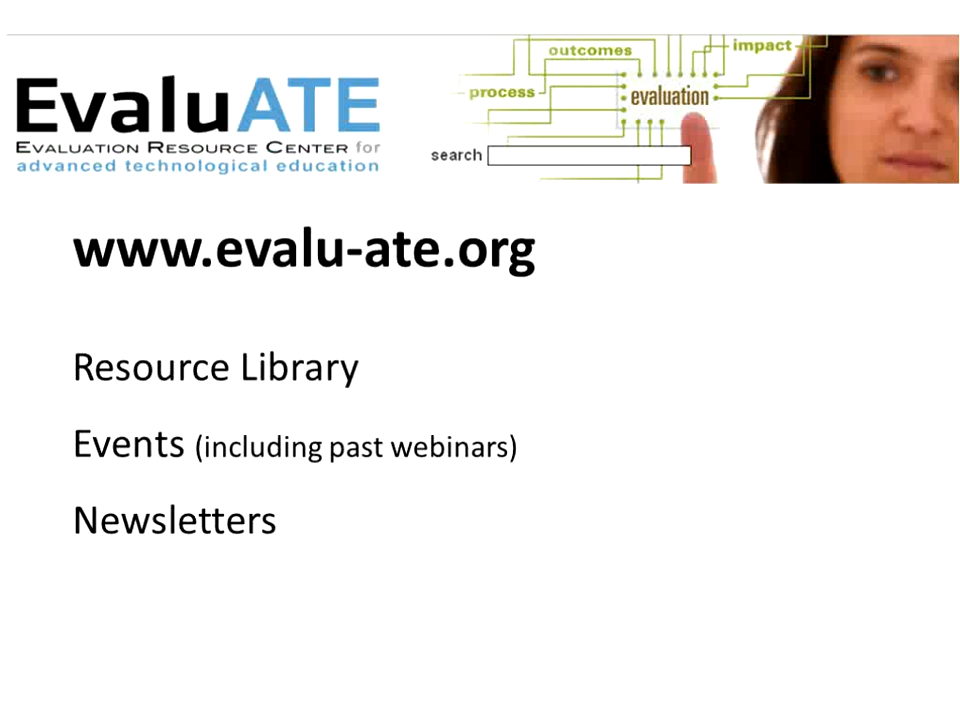 outcomes
impact
process
evaluation
EvaluATE
EVALUATION RESOURCE CENTER for
advanced technological education
search
www.evalu-ate.org
Resource Library
Events (including past webinars)
Newsletters